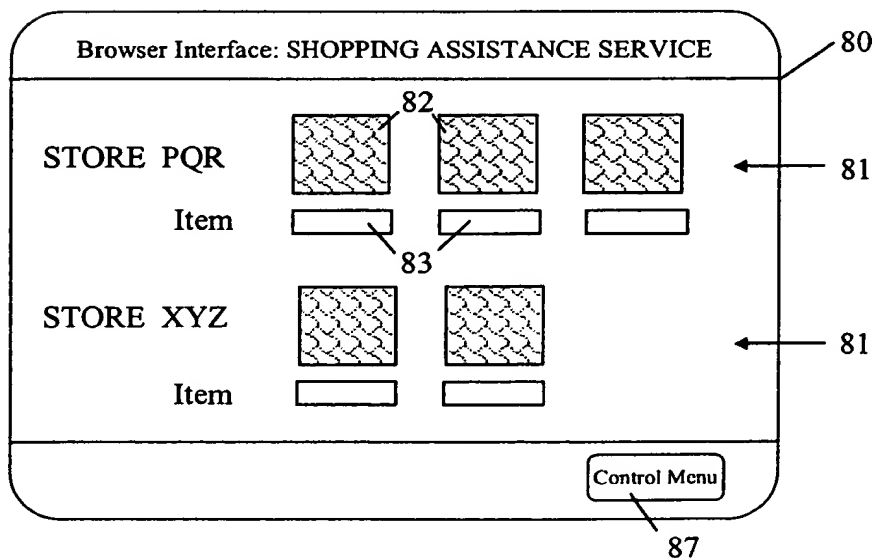 Browser Interface: SHOPPING ASSISTANCE SERVICE
80
82
STORE PQR
81
Item
83
STORE XYZ
81
Item
Control Menu
87